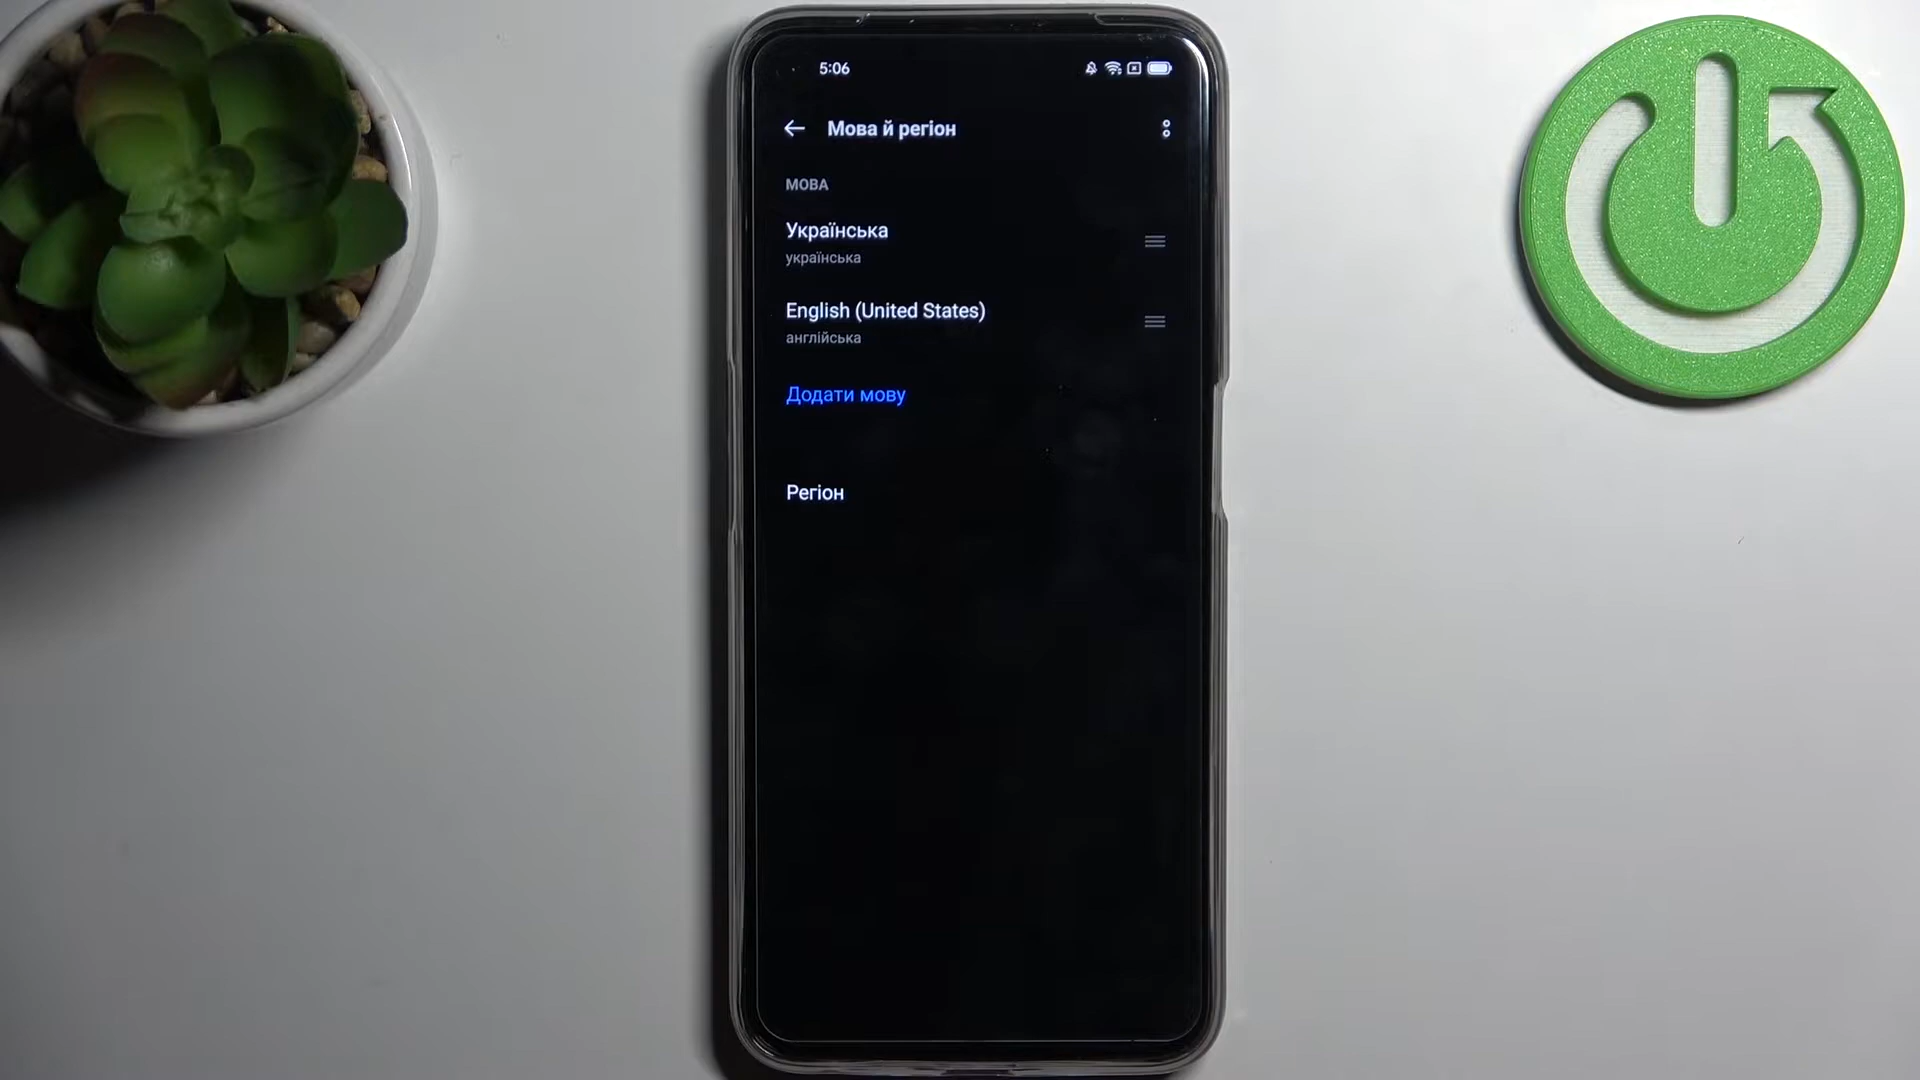 5:06
Мова й регіон
МОВА
Українська
українська
English (United States)
англійська
Додати мову
Регіон